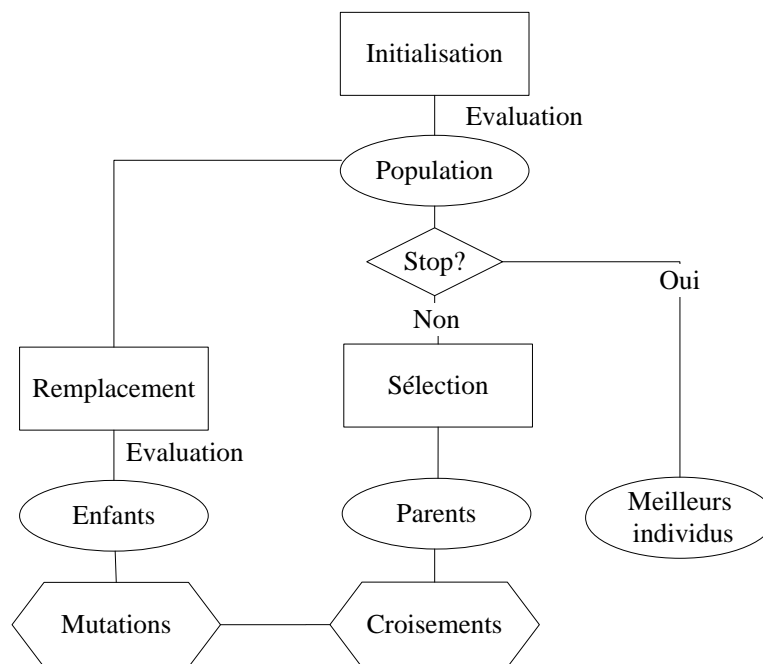 Initialisation
Evaluation
Population
Stop?
Oui
Non
Remplacement
Sélection
Evaluation
Enfants
Parents
Meilleurs
individus
Mutations
Croisements